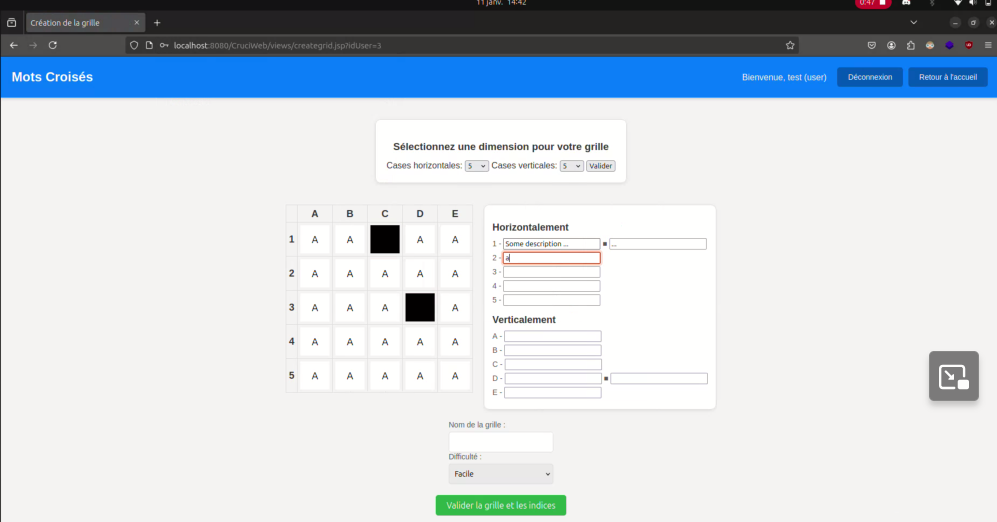 11 janv. 14:42
0:47
Création de la grille
localhost:8080/CruciWeb/views/creategrid.jsp?idUser=3
Mots Croisés
Bienvenue, test (user)
Déconnexion
Retour à l'accueil
Sélectionnez une dimension pour votre grille
Cases horizontales: 5 Cases verticales: 5 Valider
A B C D E
1 A A A A
2 A A A A A
3 A A A A
4 A A A A A
5 A A A A A
Horizontalement
1 - Some description ... ■ ...
2 - a
3 -
4 -
5 -
Verticalement
A -
B -
C -
D - ■
E -
Nom de la grille :
Difficulté :
Facile
Valider la grille et les indices